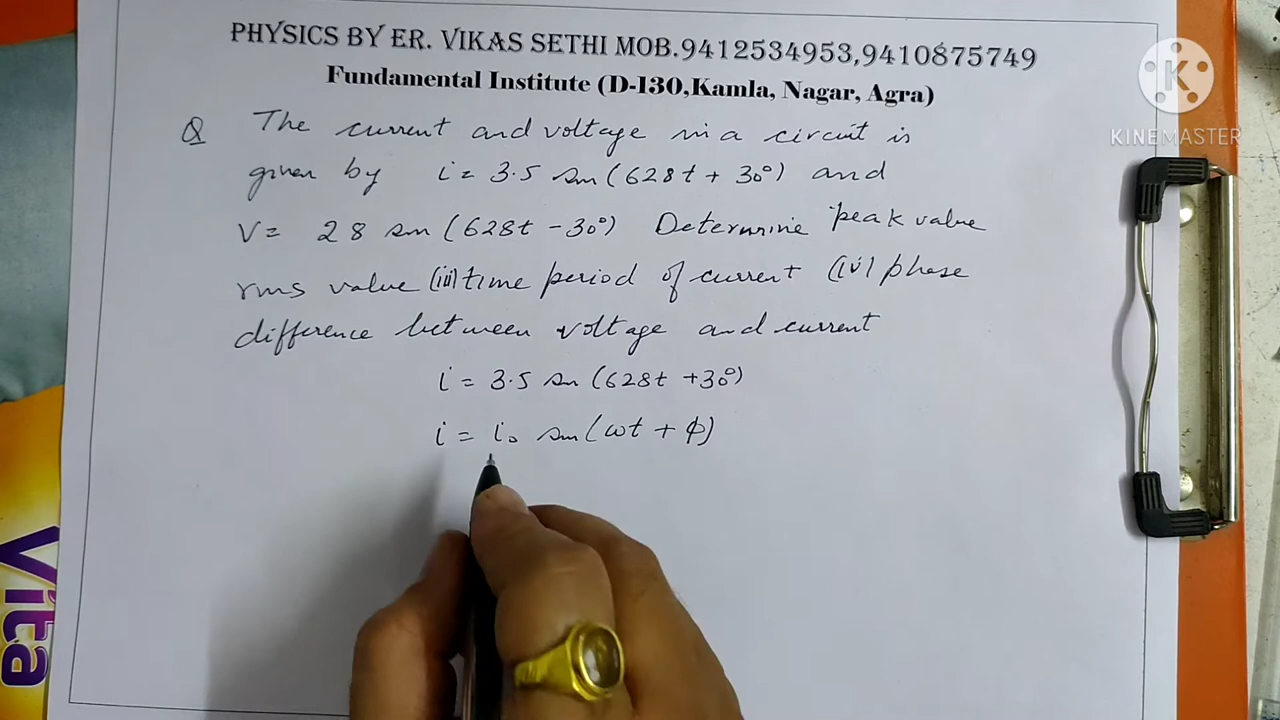 PHYSICS BY ER. VIKAS SETHI MOB.9412534953,9410875749
Fundamental Institute (D-130,Kamla, Nagar, Agra)
KINEMASTER
Q The current and voltage in a circuit is
given by i = 3.5 sin(628t + 30°) and
V = 28 sin(628t - 30°) Determine peak value
rms value (iii) time period of current (iv) phase
difference between voltage and current
i = 3.5 sin(628t + 30°)
i = i₀ sin(ωt + ϕ)
Vita